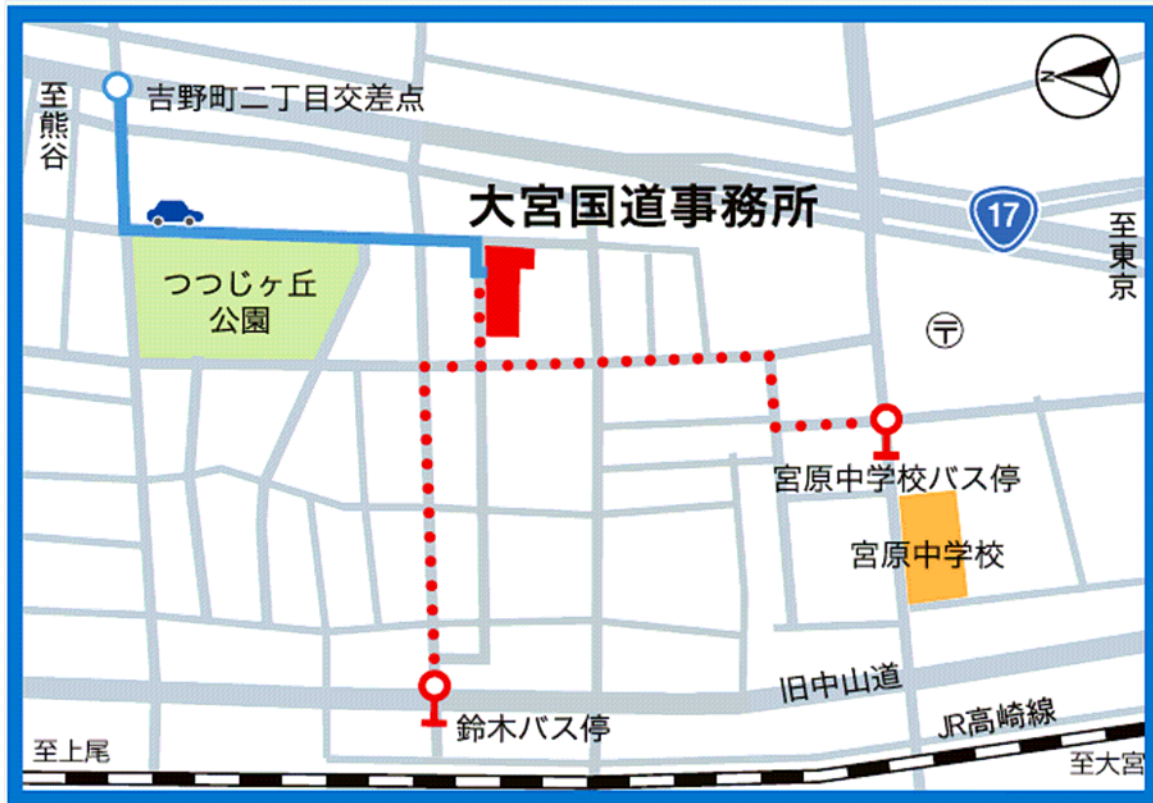 吉野町二丁目交差点
至熊谷
N
大宮国道事務所
17
至東京
つつじヶ丘
公園
〒
宮原中学校バス停
宮原中学校
旧中山道
鈴木バス停
JR高崎線
至上尾
至大宮